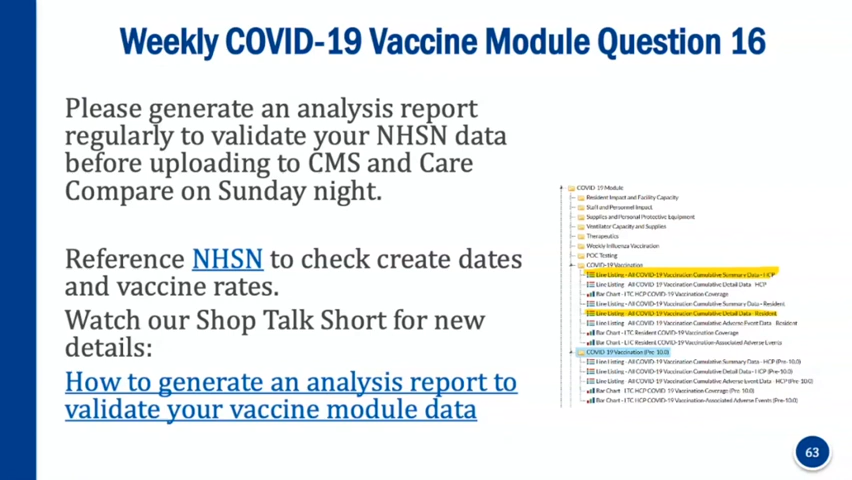 Weekly COVID-19 Vaccine Module Question 16
Please generate an analysis report
regularly to validate your NHSN data
before uploading to CMS and Care
Compare on Sunday night.
Reference NHSN to check create dates
and vaccine rates.
Watch our Shop Talk Short for new
details:
How to generate an analysis report to
validate your vaccine module data
COVID-19 Module
Resident Impact and Facility Capacity
Staff and Personnel Impact
Supplies and Personal Protective Equipment
Ventilator Capacity and Supplies
Therapeutics
Weekly Influenza Vaccination
POC Testing
COVID-19 Vaccination
Line Listing - All COVID-19 Vaccination Cumulative Summary Data - HCP
Line Listing - All COVID-19 Vaccination Cumulative Detail Data - HCP
Bar Chart - LTC HCP COVID-19 Vaccination Coverage
Line Listing - All COVID-19 Vaccination Cumulative Summary Data - Resident
Line Listing - All COVID-19 Vaccination Cumulative Detail Data - Resident
Line Listing - All COVID-19 Vaccination Cumulative Adverse Event Data - Resident
Bar Chart - LTC Resident COVID-19 Vaccination Coverage
Bar Chart - LTC Resident COVID-19 Vaccination-Associated Adverse Events
COVID-19 Vaccination (Pre-10.0)
Line Listing - All COVID-19 Vaccination Cumulative Summary Data - HCP (Pre-10.0)
Line Listing - All COVID-19 Vaccination Cumulative Detail Data - HCP (Pre-10.0)
Line Listing - All COVID-19 Vaccination Cumulative Adverse Event Data - HCP (Pre-10.0)
Bar Chart - LTC HCP COVID-19 Vaccination Coverage (Pre-10.0)
Bar Chart - LTC HCP COVID-19 Vaccination-Associated Adverse Events (Pre-10.0)
63